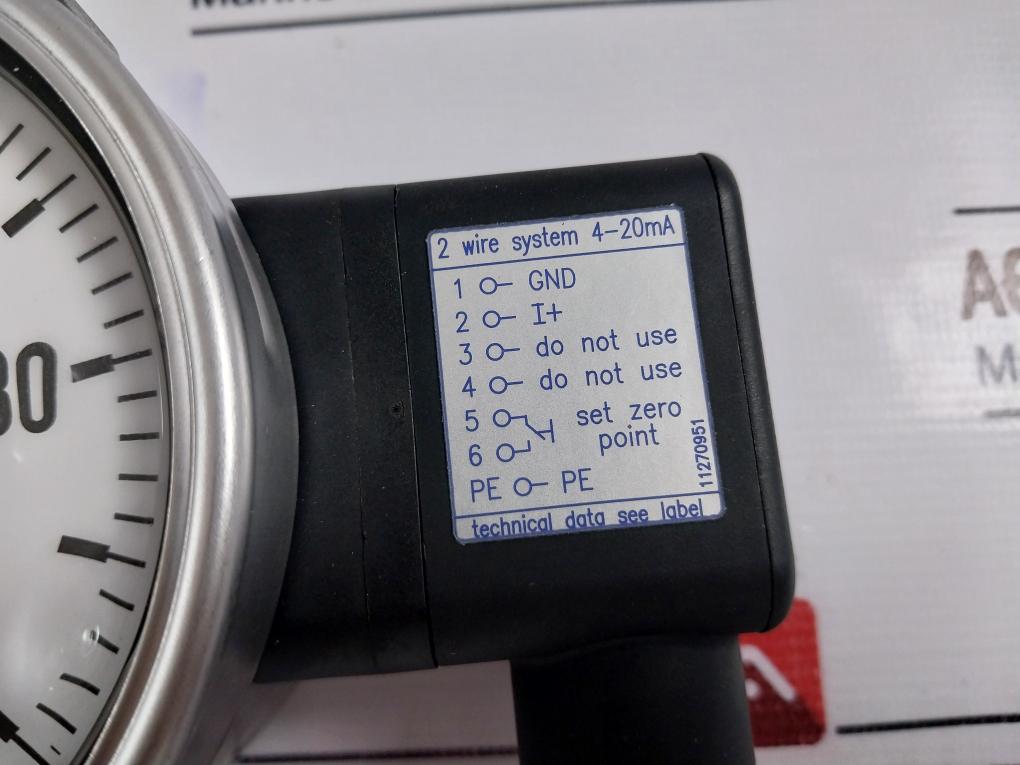 2 wire system 4-20mA
1 GND
2 I+
3 do not use
4 do not use
5 set zero
6 point
PE PE
11270951
technical data see label